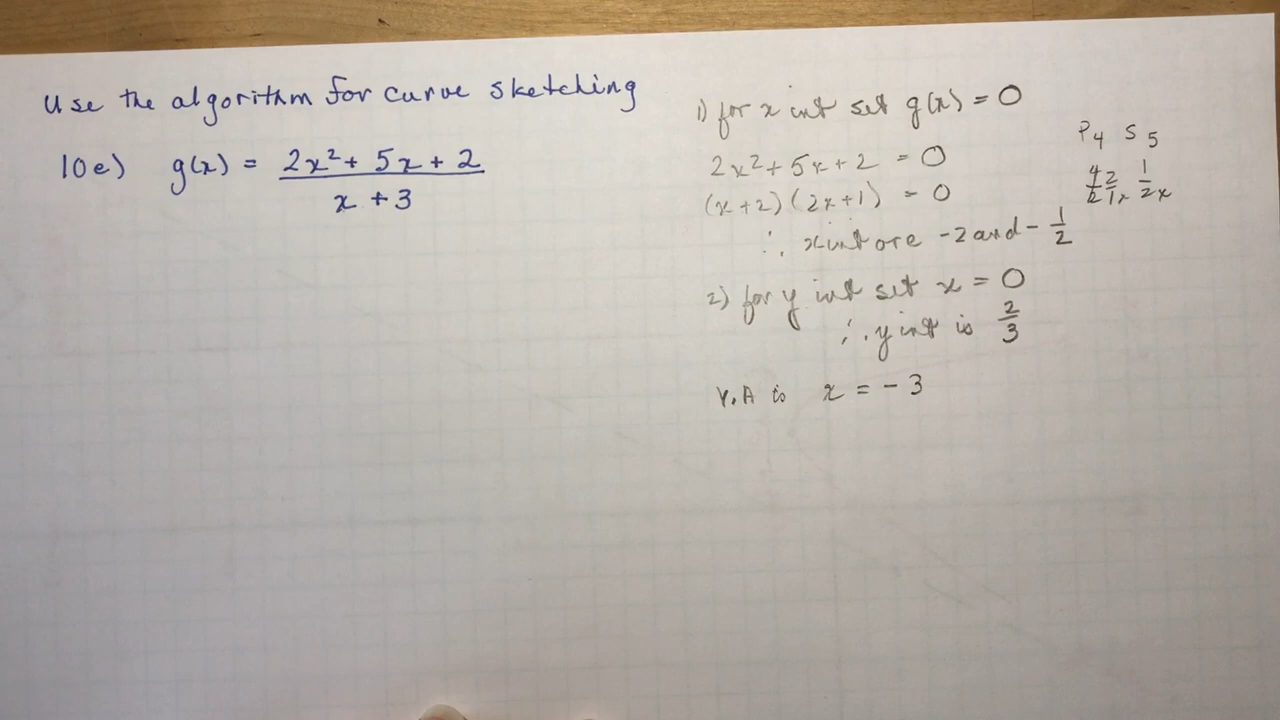 Use the algorithm for curve sketching
10e) g(x) = 2x² + 5x + 2
x + 3
1) for x int set g(x) = 0
2x² + 5x + 2 = 0
(x+2)(2x+1) = 0
∴ x int are -2 and -1/2
2) for y int set x = 0
∴ y int is 2/3
V.A is x = -3
P4 S5
4/2 2/1x 1/2x